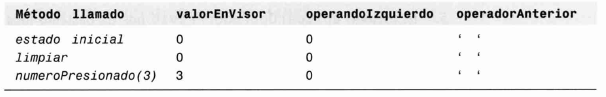 Método llamado valorEnVisor operandoIzquierdo operadorAnterior
estado inicial 0 0 ‘ ‘
limpiar 0 0 ‘ ‘
numeroPresionado(3) 3 0 ‘ ‘